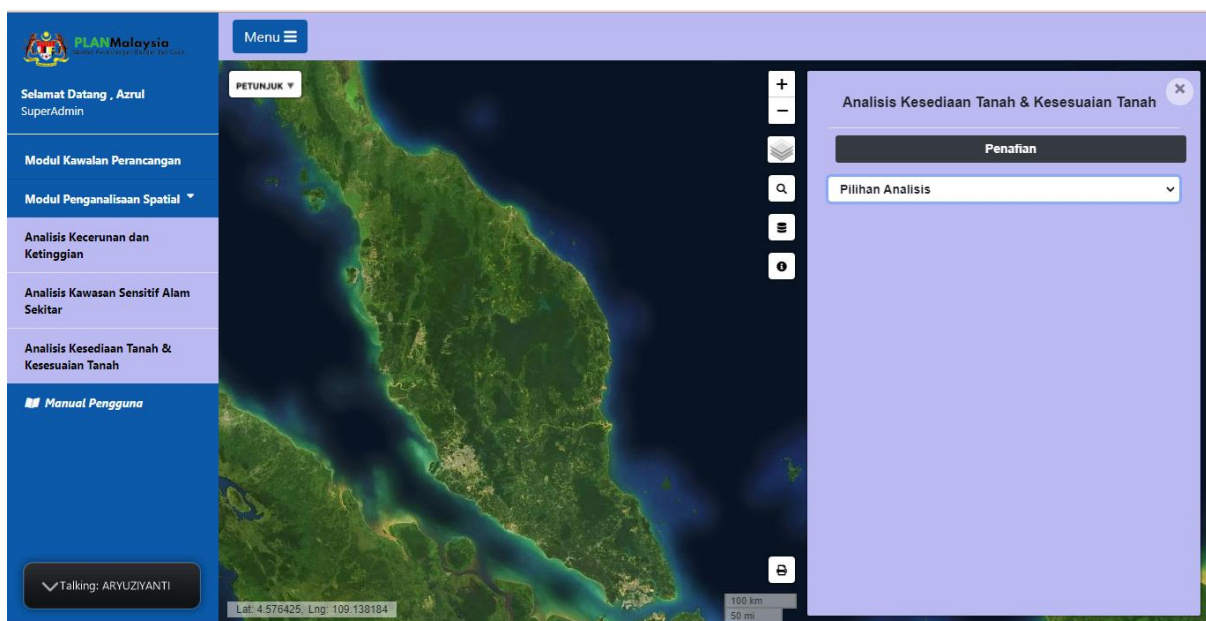 PLANMalaysia
Menu
Selamat Datang , Azrul
SuperAdmin
Modul Kawalan Perancangan
Modul Penganalisaan Spatial
Analisis Kecerunan dan
Ketinggian
Analisis Kawasan Sensitif Alam
Sekitar
Analisis Kesediaan Tanah &
Kesesuaian Tanah
Manual Pengguna
Talking: ARYUZIYANTI
PETUNJUK ▼
+
−
Lat: 4.576425, Lng: 109.138184
100 km
50 mi
Analisis Kesediaan Tanah & Kesesuaian Tanah
×
Penafian
Pilihan Analisis